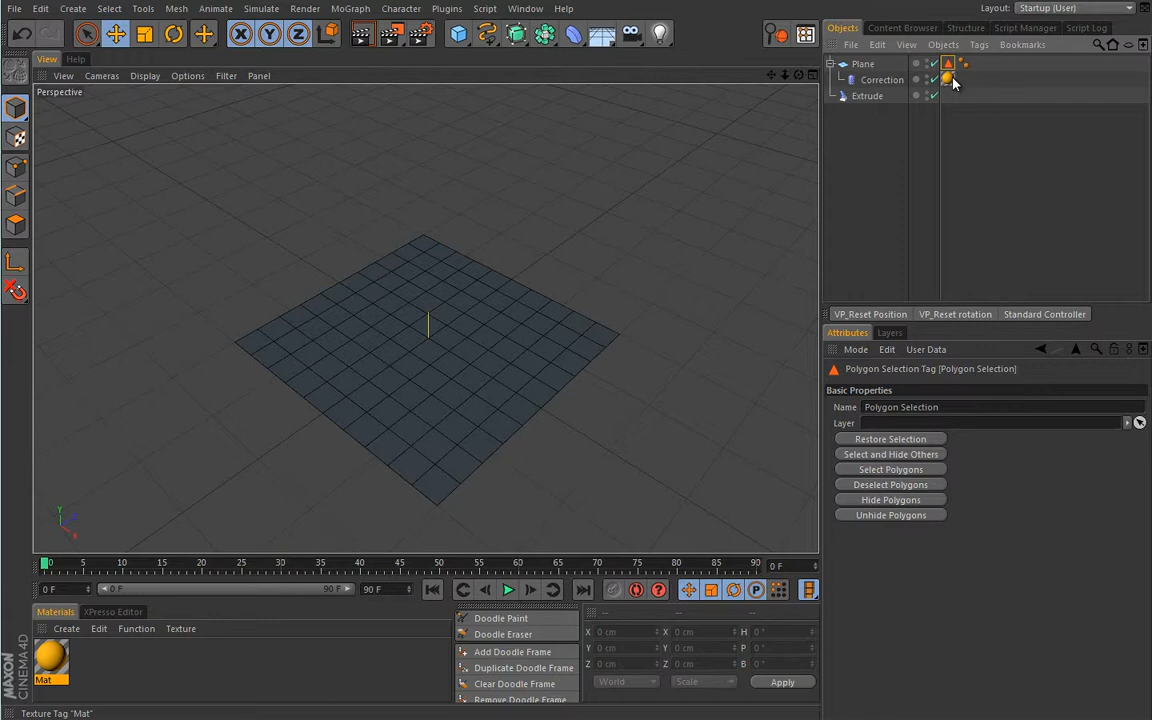 File Edit Create Select Tools Mesh Animate Simulate Render MoGraph Character Plugins Script Window Help Layout: Startup (User)
X Y Z
Objects Content Browser Structure Script Manager Script Log
File Edit View Objects Tags Bookmarks
View Help
View Cameras Display Options Filter Panel
Perspective
Plane
Correction
Extrude
VP_Reset Position VP_Reset rotation Standard Controller
Attributes Layers
Mode Edit User Data
Polygon Selection Tag [Polygon Selection]
Basic Properties
Name Polygon Selection
Layer
Restore Selection
Select and Hide Others
Select Polygons
Deselect Polygons
Hide Polygons
Unhide Polygons
Y
X
0 5 10 15 20 25 30 35 40 45 50 55 60 65 70 75 80 85 90 0 F
0 F 0 F 90 F 90 F P
Materials XPresso Editor
Create Edit Function Texture
Mat
Doodle Paint
Doodle Eraser
Add Doodle Frame
Duplicate Doodle Frame
Clear Doodle Frame
Remove Doodle Frame
-- -- --
X 0 cm X 0 cm H 0 °
Y 0 cm Y 0 cm P 0 °
Z 0 cm Z 0 cm B 0 °
World Scale Apply
MAXON
CINEMA 4D
Texture Tag "Mat"